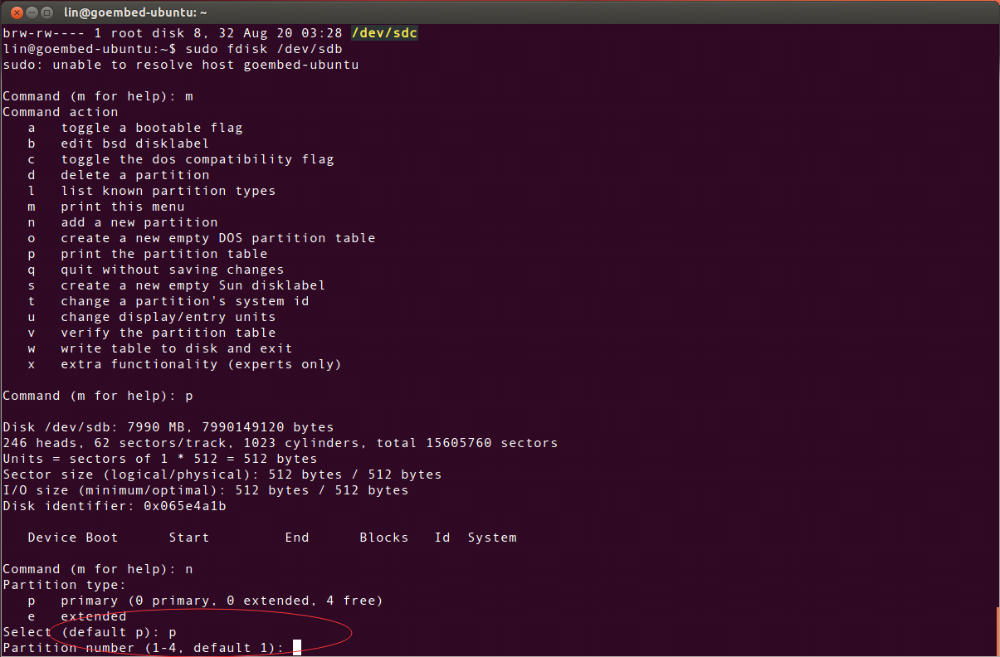 lin@goembed-ubuntu: ~
brw-rw---- 1 root disk 8, 32 Aug 20 03:28 /dev/sdc
lin@goembed-ubuntu:~$ sudo fdisk /dev/sdb
sudo: unable to resolve host goembed-ubuntu

Command (m for help): m
Command action
   a   toggle a bootable flag
   b   edit bsd disklabel
   c   toggle the dos compatibility flag
   d   delete a partition
   l   list known partition types
   m   print this menu
   n   add a new partition
   o   create a new empty DOS partition table
   p   print the partition table
   q   quit without saving changes
   s   create a new empty Sun disklabel
   t   change a partition's system id
   u   change display/entry units
   v   verify the partition table
   w   write table to disk and exit
   x   extra functionality (experts only)

Command (m for help): p

Disk /dev/sdb: 7990 MB, 7990149120 bytes
246 heads, 62 sectors/track, 1023 cylinders, total 15605760 sectors
Units = sectors of 1 * 512 = 512 bytes
Sector size (logical/physical): 512 bytes / 512 bytes
I/O size (minimum/optimal): 512 bytes / 512 bytes
Disk identifier: 0x065e4a1b

   Device Boot      Start         End      Blocks   Id  System

Command (m for help): n
Partition type:
   p   primary (0 primary, 0 extended, 4 free)
   e   extended
Select (default p): p
Partition number (1-4, default 1):